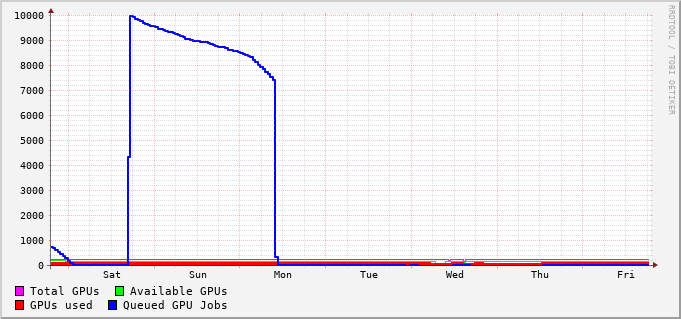 RRDTOOL / TOBI OETIKER
10000
9000
8000
7000
6000
5000
4000
3000
2000
1000
0
Sat Sun Mon Tue Wed Thu Fri
Total GPUs Available GPUs
GPUs used Queued GPU Jobs